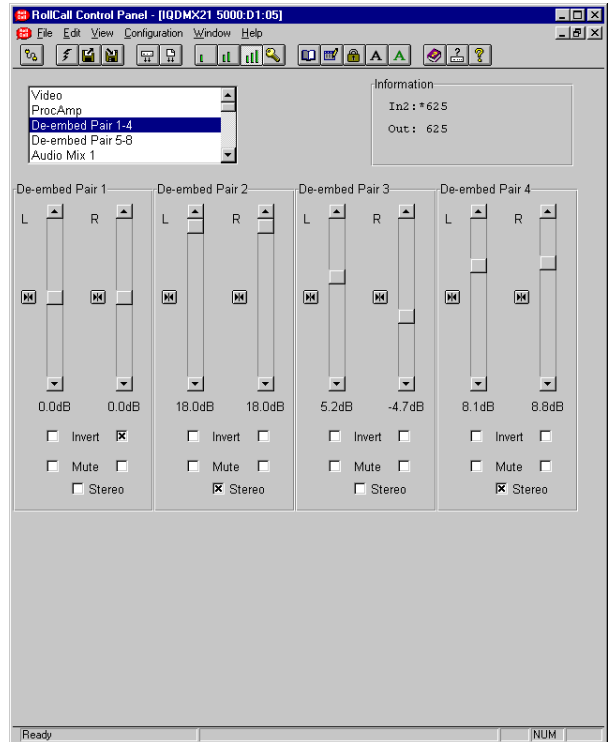 RollCall Control Panel - [IQDMX21 5000:D1:05]
File Edit View Configuration Window Help
A A
Video
ProcAmp
De-embed Pair 1-4
De-embed Pair 5-8
Audio Mix 1
Information
In2:*625
Out: 625
De-embed Pair 1
L R
0.0dB 0.0dB
Invert
Mute
Stereo
De-embed Pair 2
L R
18.0dB 18.0dB
Invert
Mute
Stereo
De-embed Pair 3
L R
5.2dB -4.7dB
Invert
Mute
Stereo
De-embed Pair 4
L R
8.1dB 8.8dB
Invert
Mute
Stereo
Ready NUM